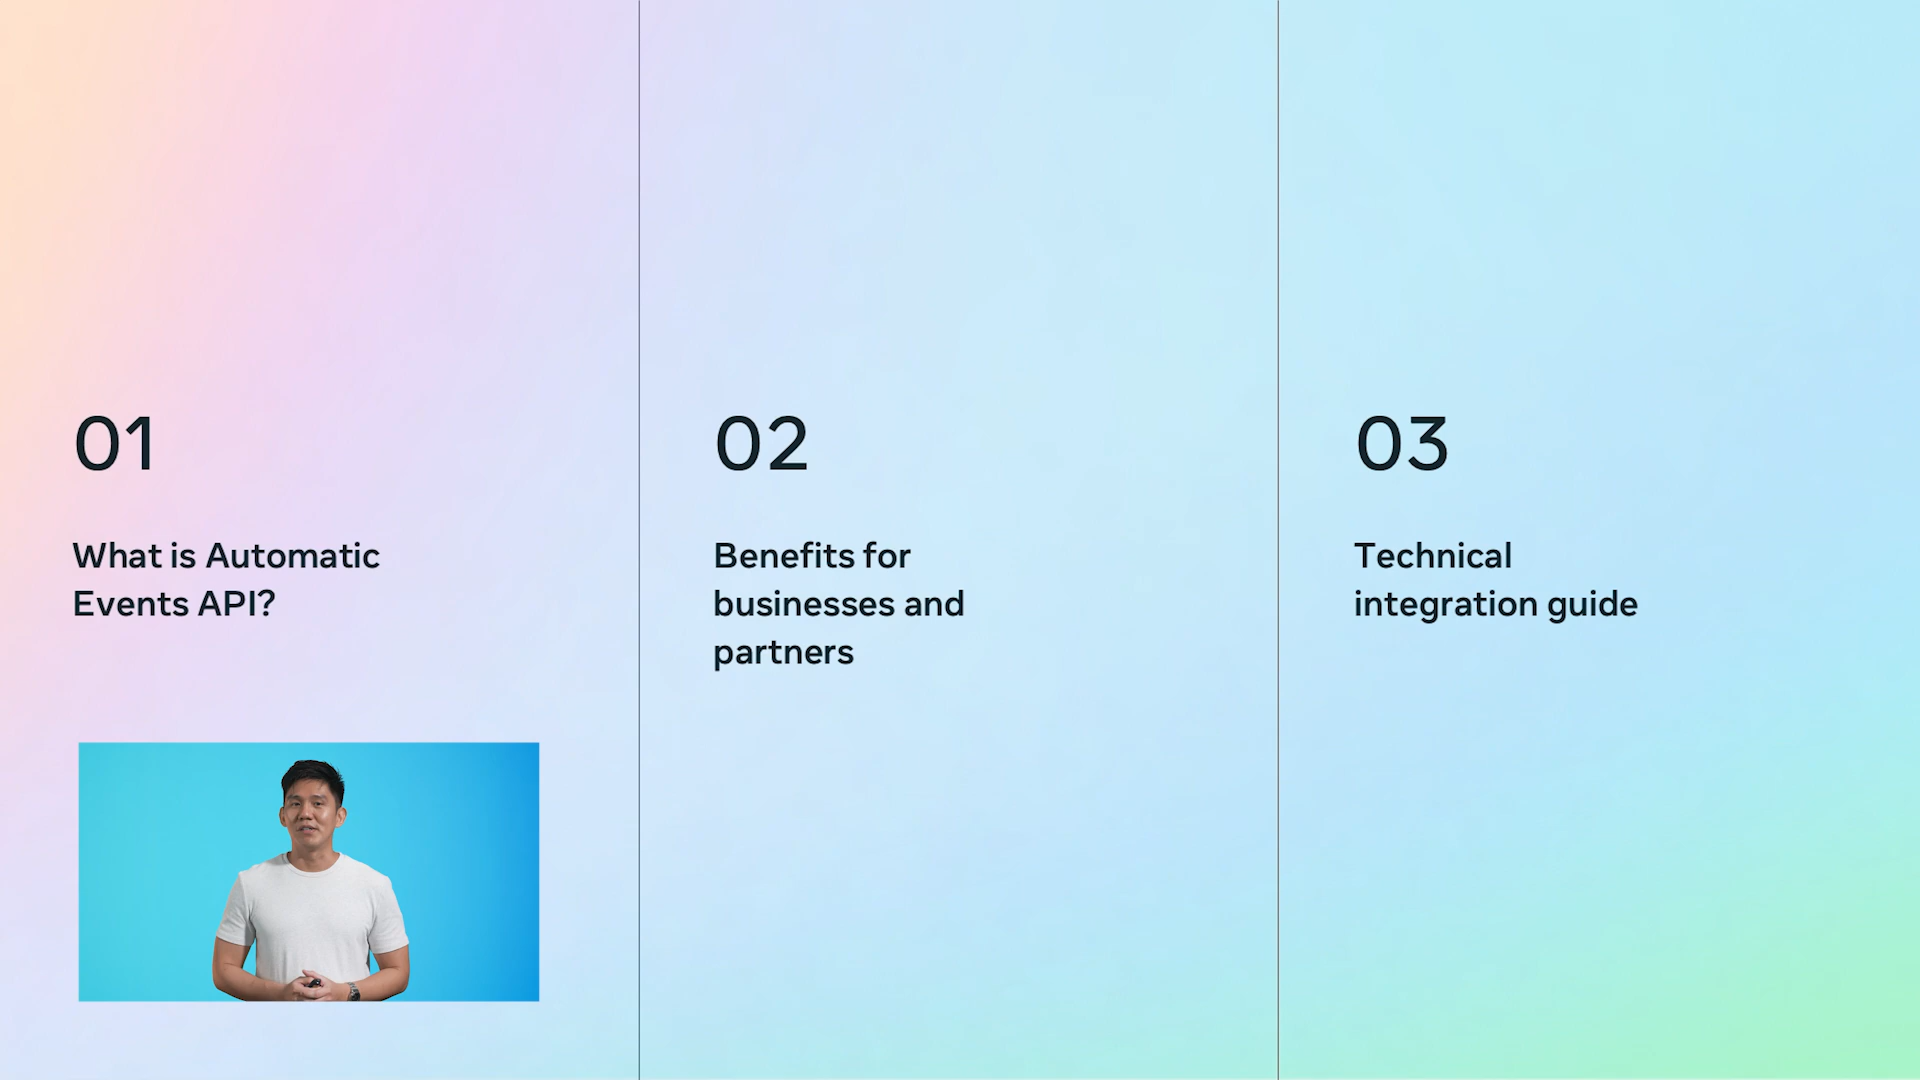 01
What is Automatic
Events API?
02
Benefits for
businesses and
partners
03
Technical
integration guide